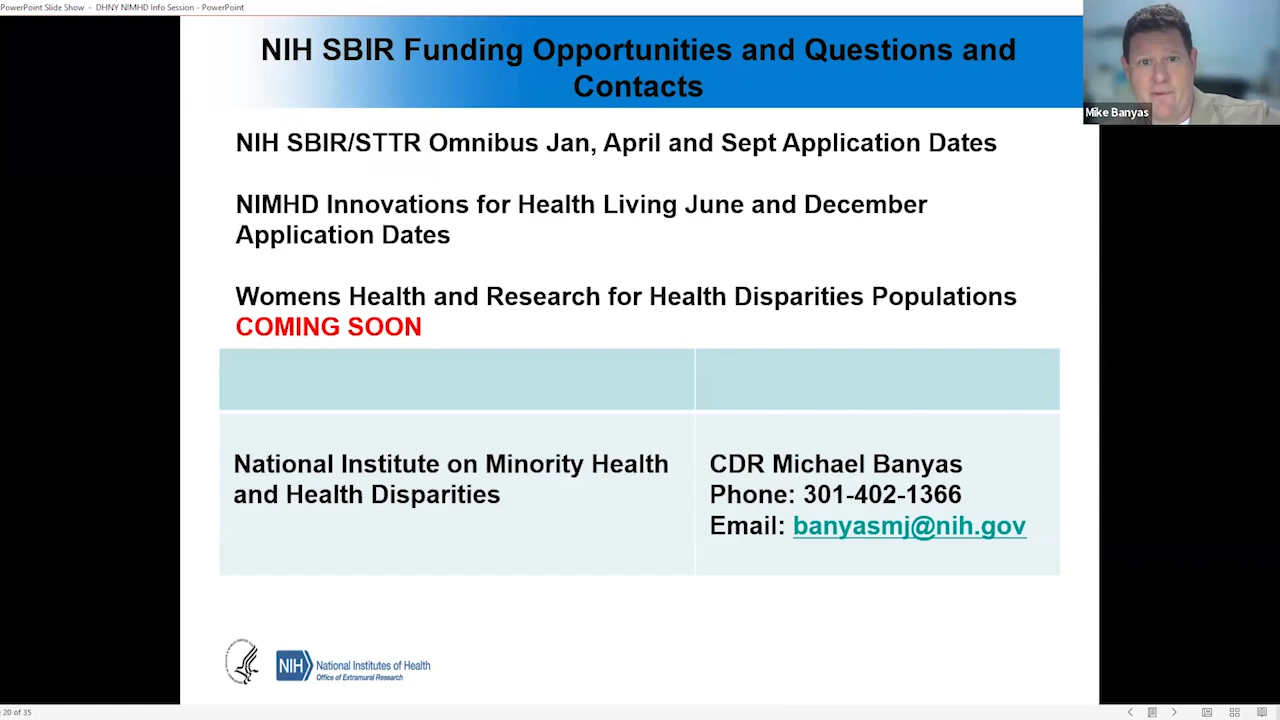 PowerPoint Slide Show - DHNY NIMHD Info Session - PowerPoint
NIH SBIR Funding Opportunities and Questions and
Contacts
Mike Banyas
NIH SBIR/STTR Omnibus Jan, April and Sept Application Dates
NIMHD Innovations for Health Living June and December
Application Dates
Womens Health and Research for Health Disparities Populations
COMING SOON
National Institute on Minority Health
and Health Disparities
CDR Michael Banyas
Phone: 301-402-1366
Email: banyasmj@nih.gov
NIH
National Institutes of Health
Office of Extramural Research
20 of 35